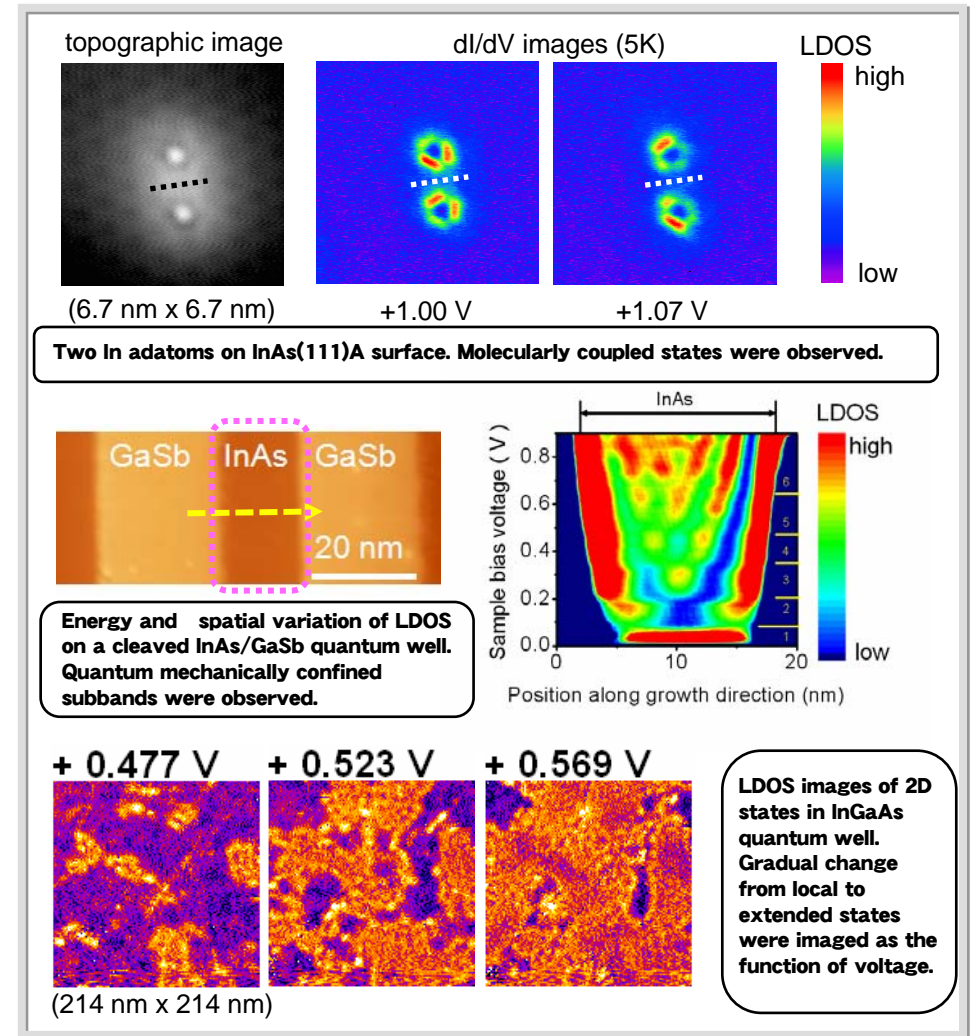 topographic image
dI/dV images (5K)
LDOS
high
low
(6.7 nm x 6.7 nm)
+1.00 V
+1.07 V
Two In adatoms on InAs(111)A surface. Molecularly coupled states were observed.
GaSb
InAs
GaSb
20 nm
Energy and spatial variation of LDOS
on a cleaved InAs/GaSb quantum well.
Quantum mechanically confined
subbands were observed.
InAs
LDOS
high
low
Sample bias voltage ( V )
0.8
0.6
0.4
0.2
0.0
6
5
4
3
2
1
0
10
20
Position along growth direction (nm)
+ 0.477 V
+ 0.523 V
+ 0.569 V
(214 nm x 214 nm)
LDOS images of 2D
states in InGaAs
quantum well.
Gradual change
from local to
extended states
were imaged as the
function of voltage.